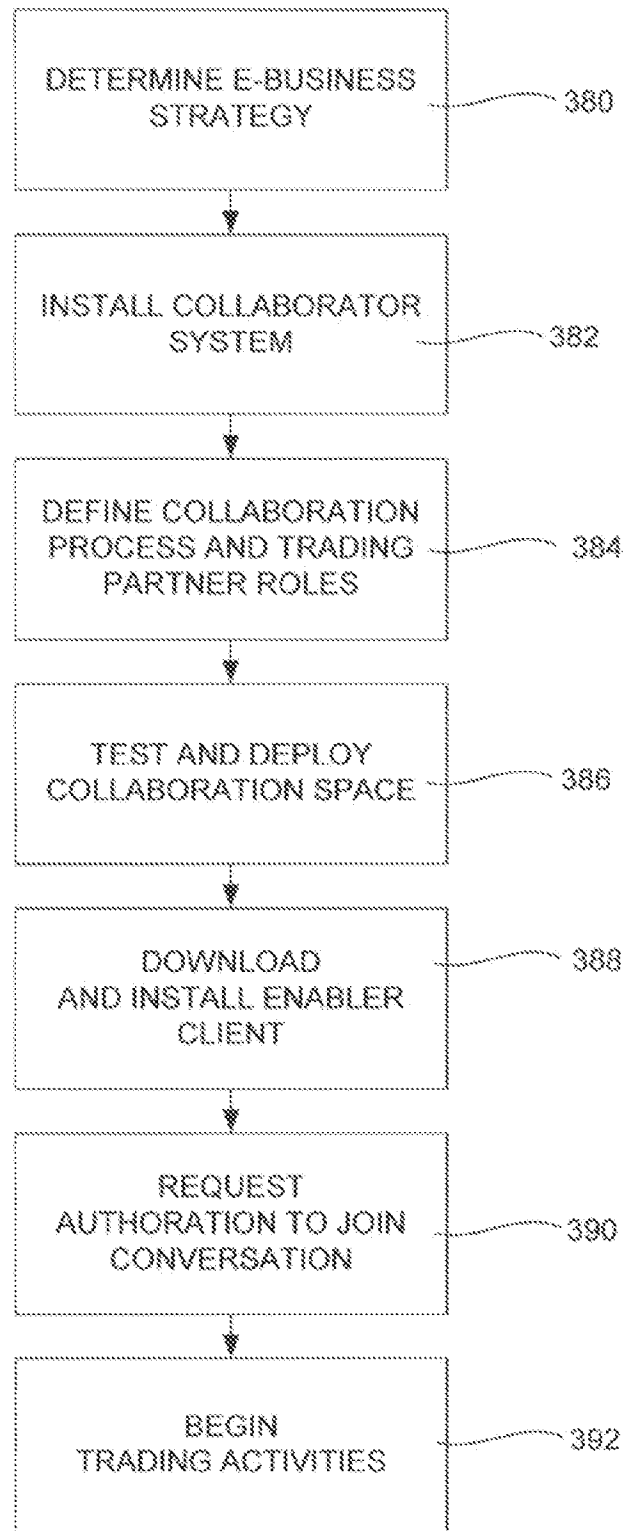 DETERMINE E-BUSINESS
STRATEGY
380
INSTALL COLLABORATOR
SYSTEM
382
DEFINE COLLABORATION
PROCESS AND TRADING
PARTNER ROLES
384
TEST AND DEPLOY
COLLABORATION SPACE
386
DOWNLOAD
AND INSTALL ENABLER
CLIENT
388
REQUEST
AUTHORATION TO JOIN
CONVERSATION
390
BEGIN
TRADING ACTIVITIES
392